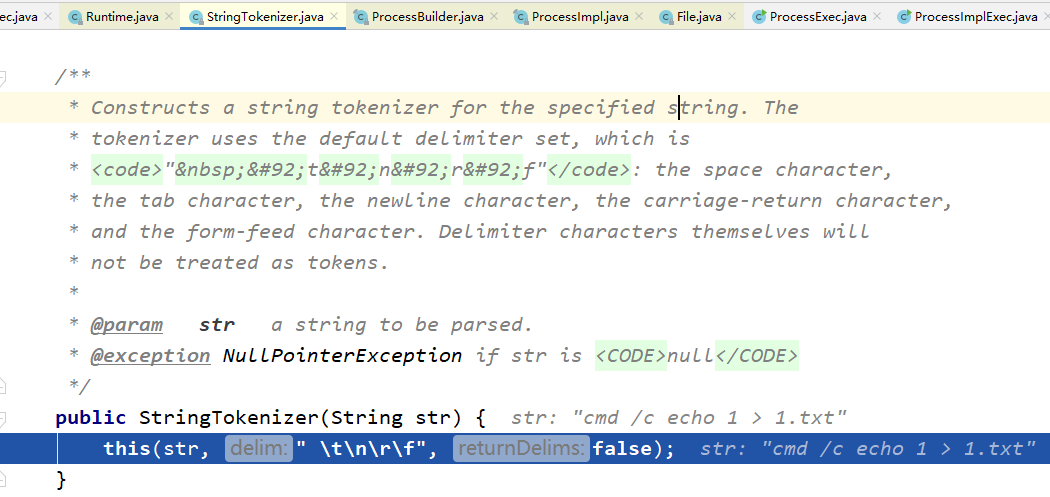 ec.java × Runtime.java × StringTokenizer.java × ProcessBuilder.java × ProcessImpl.java × File.java × ProcessExec.java × ProcessImplExec.java ×
/**
* Constructs a string tokenizer for the specified string. The
* tokenizer uses the default delimiter set, which is
* <code>"&nbsp;&#92;t&#92;n&#92;r&#92;f"</code>: the space character,
* the tab character, the newline character, the carriage-return character,
* and the form-feed character. Delimiter characters themselves will
* not be treated as tokens.
*
* @param   str   a string to be parsed.
* @exception NullPointerException if str is <CODE>null</CODE>
*/
public StringTokenizer(String str) {  str: "cmd /c echo 1 > 1.txt"
this(str, delim: " \t\n\r\f", returnDelims: false);  str: "cmd /c echo 1 > 1.txt"
}